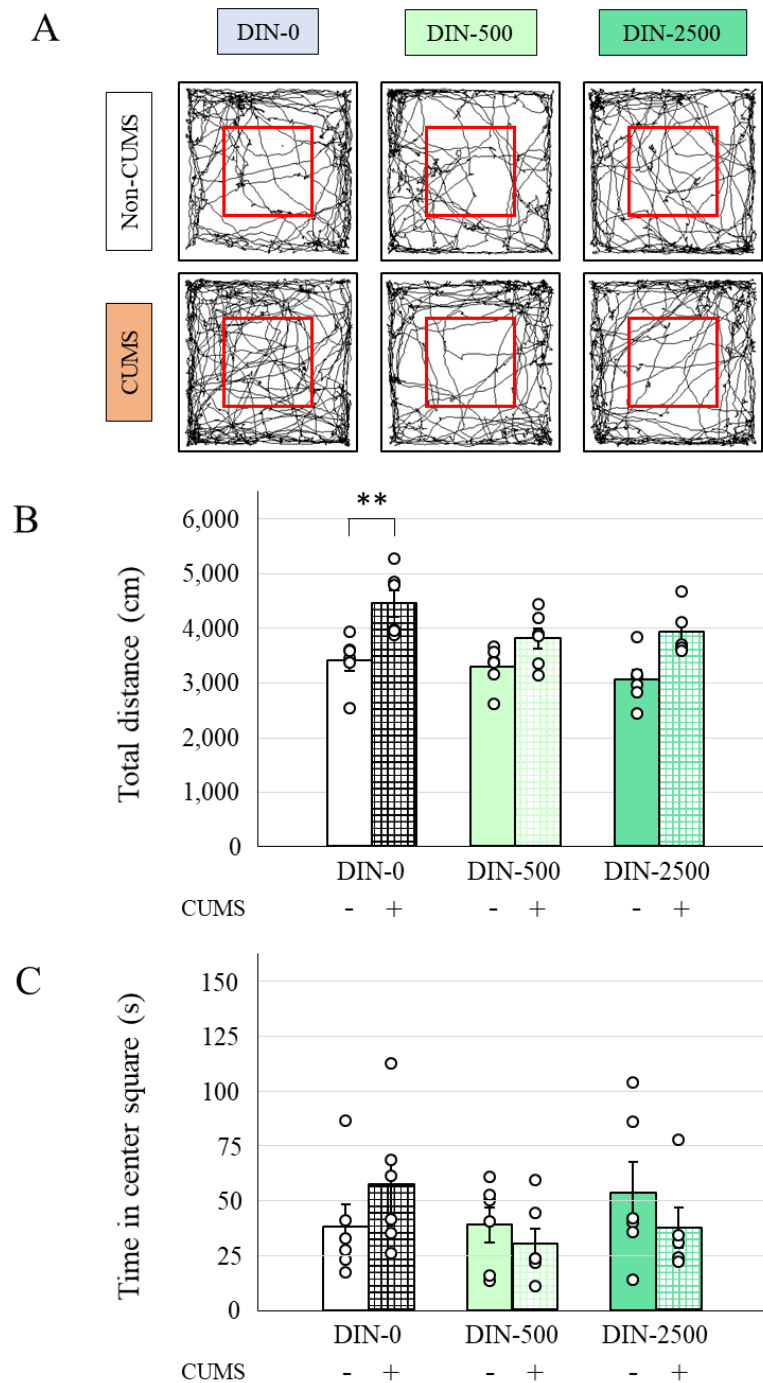 A
DIN-0 DIN-500 DIN-2500
Non-CUMS
CUMS
B
Total distance (cm)
**
6,000
5,000
4,000
3,000
2,000
1,000
0
DIN-0 DIN-500 DIN-2500
CUMS - + - + - +
C
Time in center square (s)
150
125
100
75
50
25
0
DIN-0 DIN-500 DIN-2500
CUMS - + - + - +